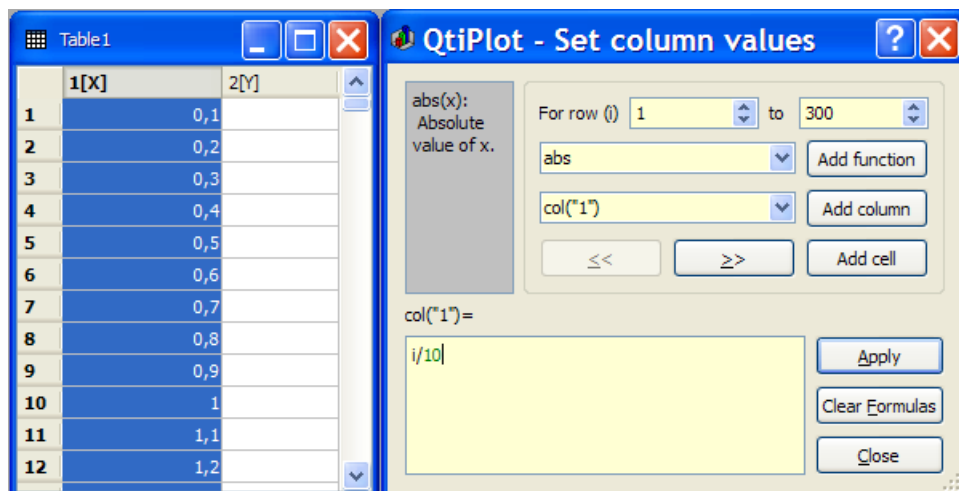 Table1
1[X] 2[Y]
1 0,1
2 0,2
3 0,3
4 0,4
5 0,5
6 0,6
7 0,7
8 0,8
9 0,9
10 1
11 1,1
12 1,2
QtiPlot - Set column values
abs(x):
Absolute
value of x.
For row (i) 1 to 300
abs Add function
col("1") Add column
<< >> Add cell
col("1")=
i/10
Apply
Clear Formulas
Close